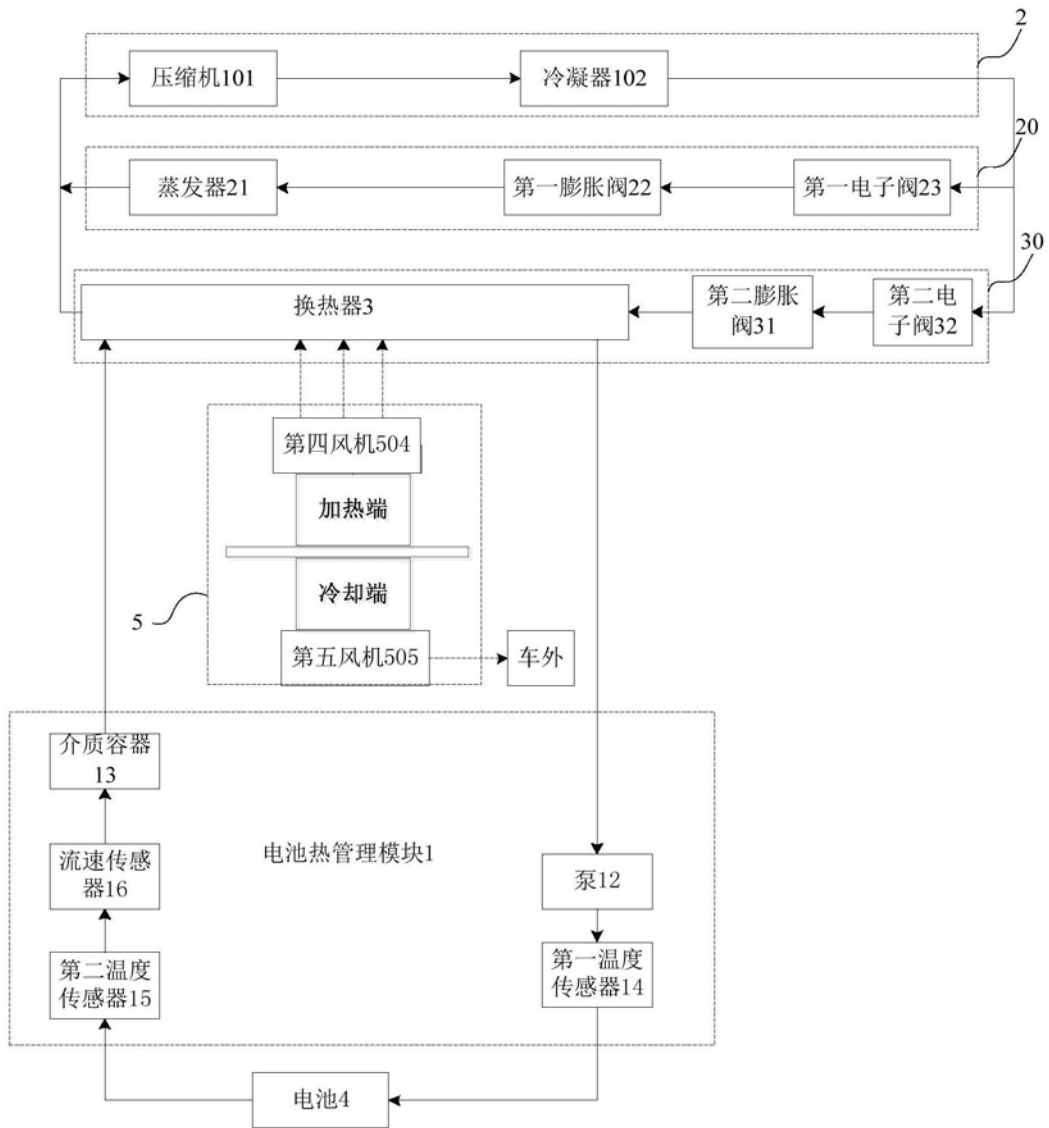 2
压缩机101
冷凝器102
20
蒸发器21
第一膨胀阀22
第一电子阀23
30
换热器3
第二膨胀
阀31
第二电
子阀32
第四风机504
加热端
冷却端
5
第五风机505
车外
介质容器
13
电池热管理模块1
流速传感
器16
泵12
第二温度
传感器15
第一温度
传感器14
电池4